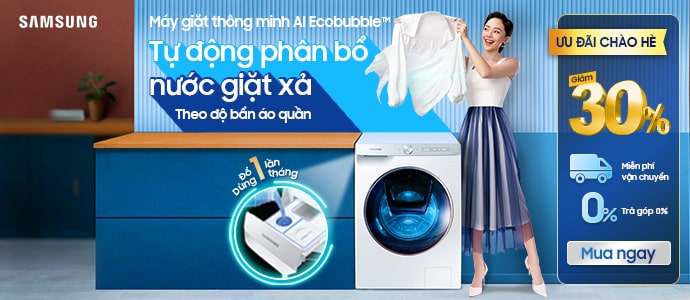 SAMSUNG
Máy giặt thông minh AI Ecobubble™
Tự động phân bổ
nước giặt xả
Theo độ bẩn áo quần
Đổ 1 lần
Dùng tháng
SAMSUNG
ƯU ĐÃI CHÀO HÈ
Giảm
30%
Miễn phí
vận chuyển
0%
Trả góp 0%
Mua ngay